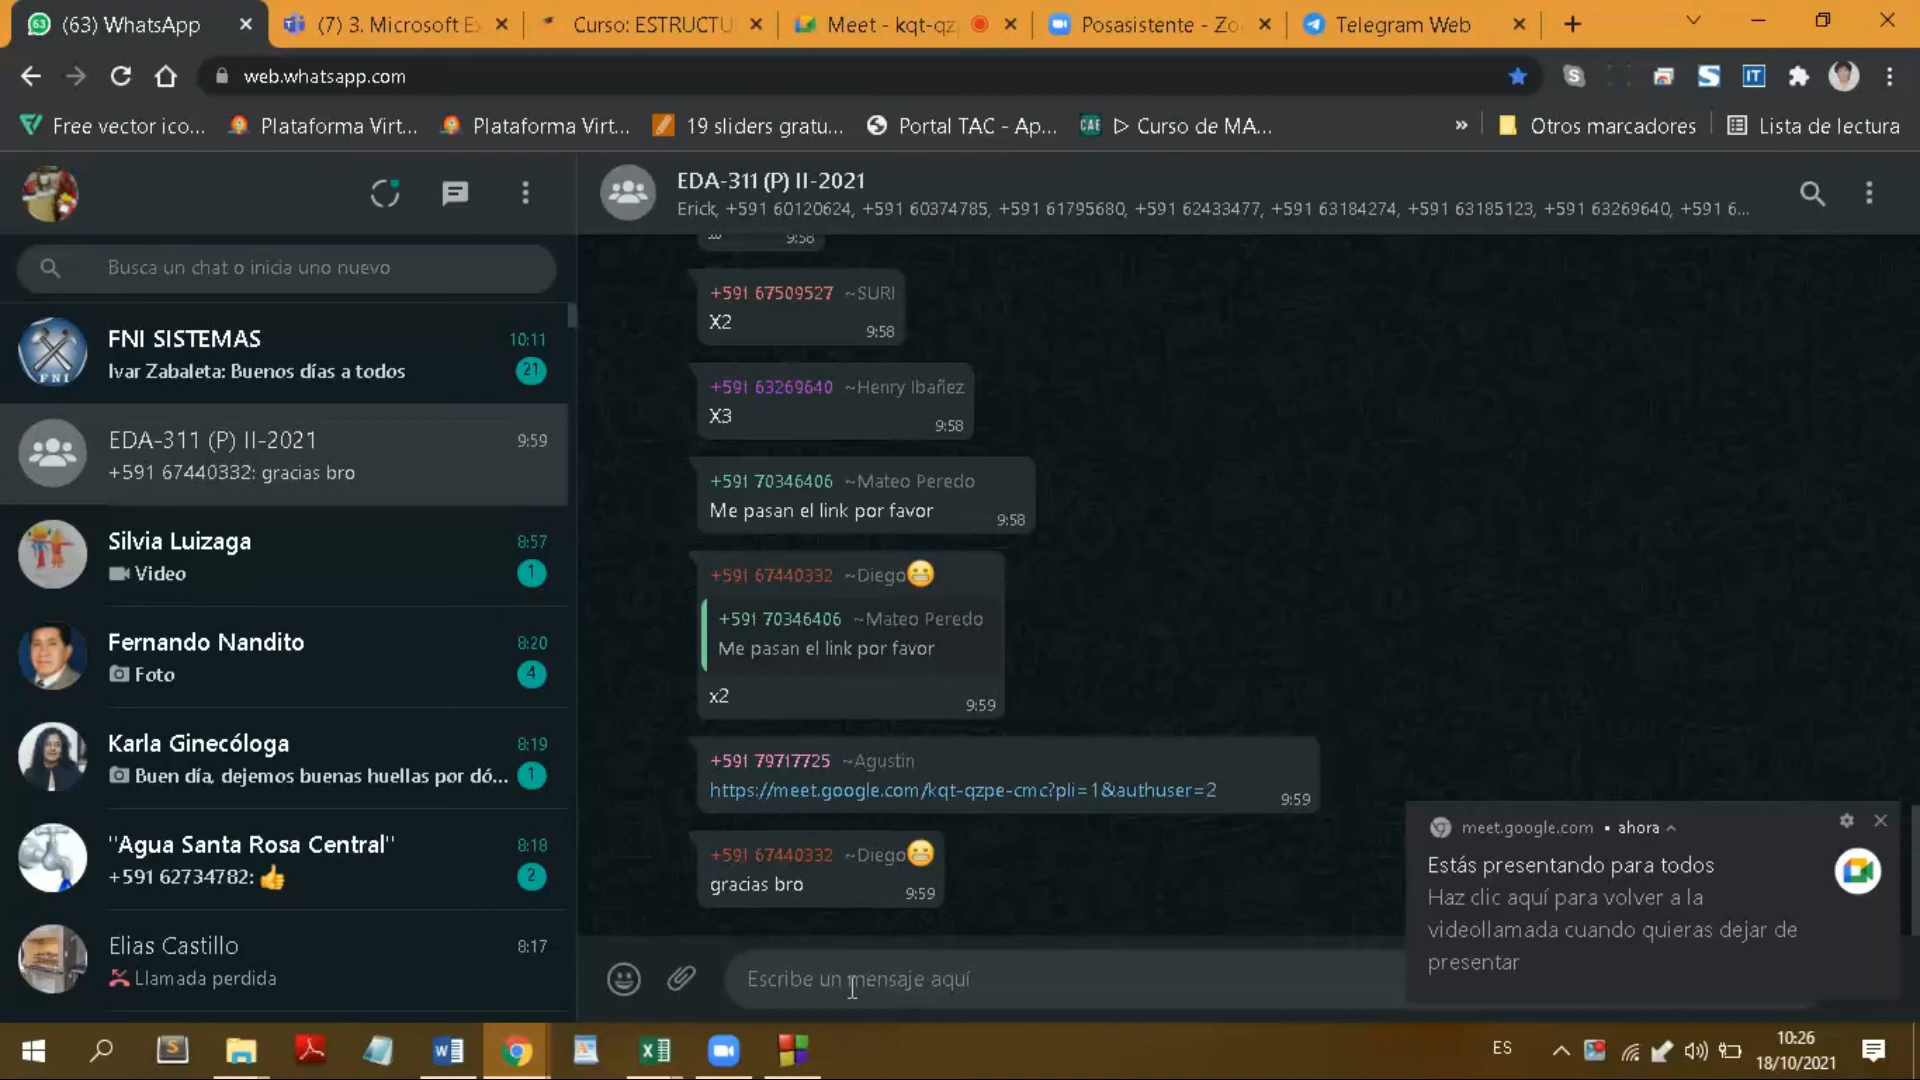 (63) WhatsApp
(7) 3. Microsoft Ex
Curso: ESTRUCTU
Meet - kqt-qz
Posasistente - Zo
Telegram Web
web.whatsapp.com
Free vector ico...
Plataforma Virt...
Plataforma Virt...
19 sliders gratu...
Portal TAC - Ap...
CAE
▷ Curso de MA...
»
Otros marcadores
Lista de lectura
EDA-311 (P) II-2021
Erick, +591 60120624, +591 60374785, +591 61795680, +591 62433477, +591 63184274, +591 63185123, +591 63269640, +591 6...
Busca un chat o inicia uno nuevo
FNI SISTEMAS
10:11
Ivar Zabaleta: Buenos días a todos
21
EDA-311 (P) II-2021
9:59
+591 67440332: gracias bro
Silvia Luizaga
8:57
Video
1
Fernando Nandito
8:20
Foto
4
Karla Ginecóloga
8:19
Buen día, dejemos buenas huellas por dó...
1
"Agua Santa Rosa Central"
8:18
+591 62734782: 👍
2
Elias Castillo
8:17
Llamada perdida
9:58
+591 67509527 ~SURI
X2
9:58
+591 63269640 ~Henry Ibañez
X3
9:58
+591 70346406 ~Mateo Peredo
Me pasan el link por favor
9:58
+591 67440332 ~Diego😬
+591 70346406 ~Mateo Peredo
Me pasan el link por favor
x2
9:59
+591 79717725 ~Agustin
https://meet.google.com/kqt-qzpe-cmc?pli=1&authuser=2
9:59
+591 67440332 ~Diego😬
gracias bro
9:59
Escribe un mensaje aquí
meet.google.com • ahora
Estás presentando para todos
Haz clic aquí para volver a la
videollamada cuando quieras dejar de
presentar
ES
10:26
18/10/2021